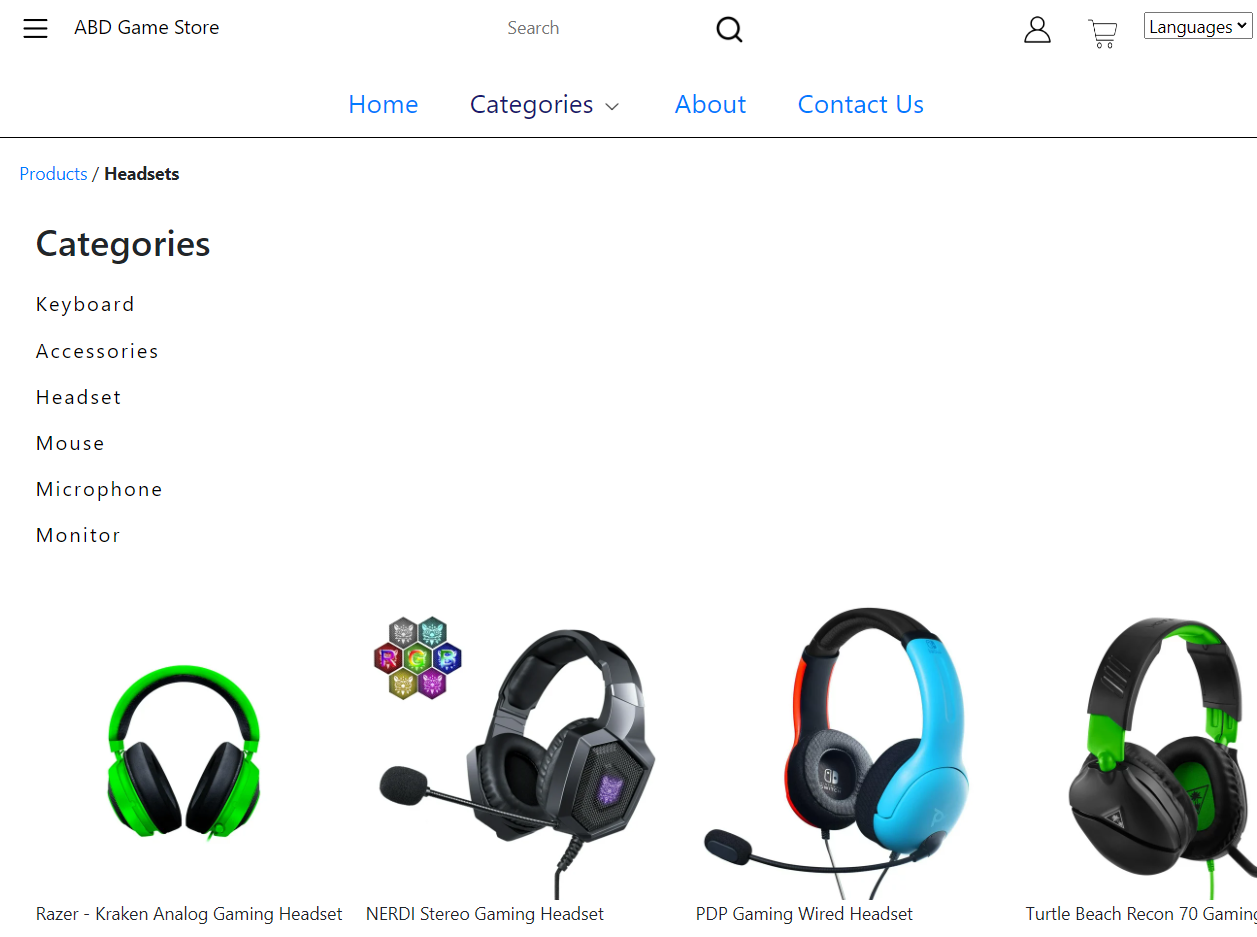 ABD Game Store Search Languages
Home Categories About Contact Us
Products / Headsets
Categories
Keyboard
Accessories
Headset
Mouse
Microphone
Monitor
RGB
Razer - Kraken Analog Gaming Headset NERDI Stereo Gaming Headset PDP Gaming Wired Headset Turtle Beach Recon 70 Gaming